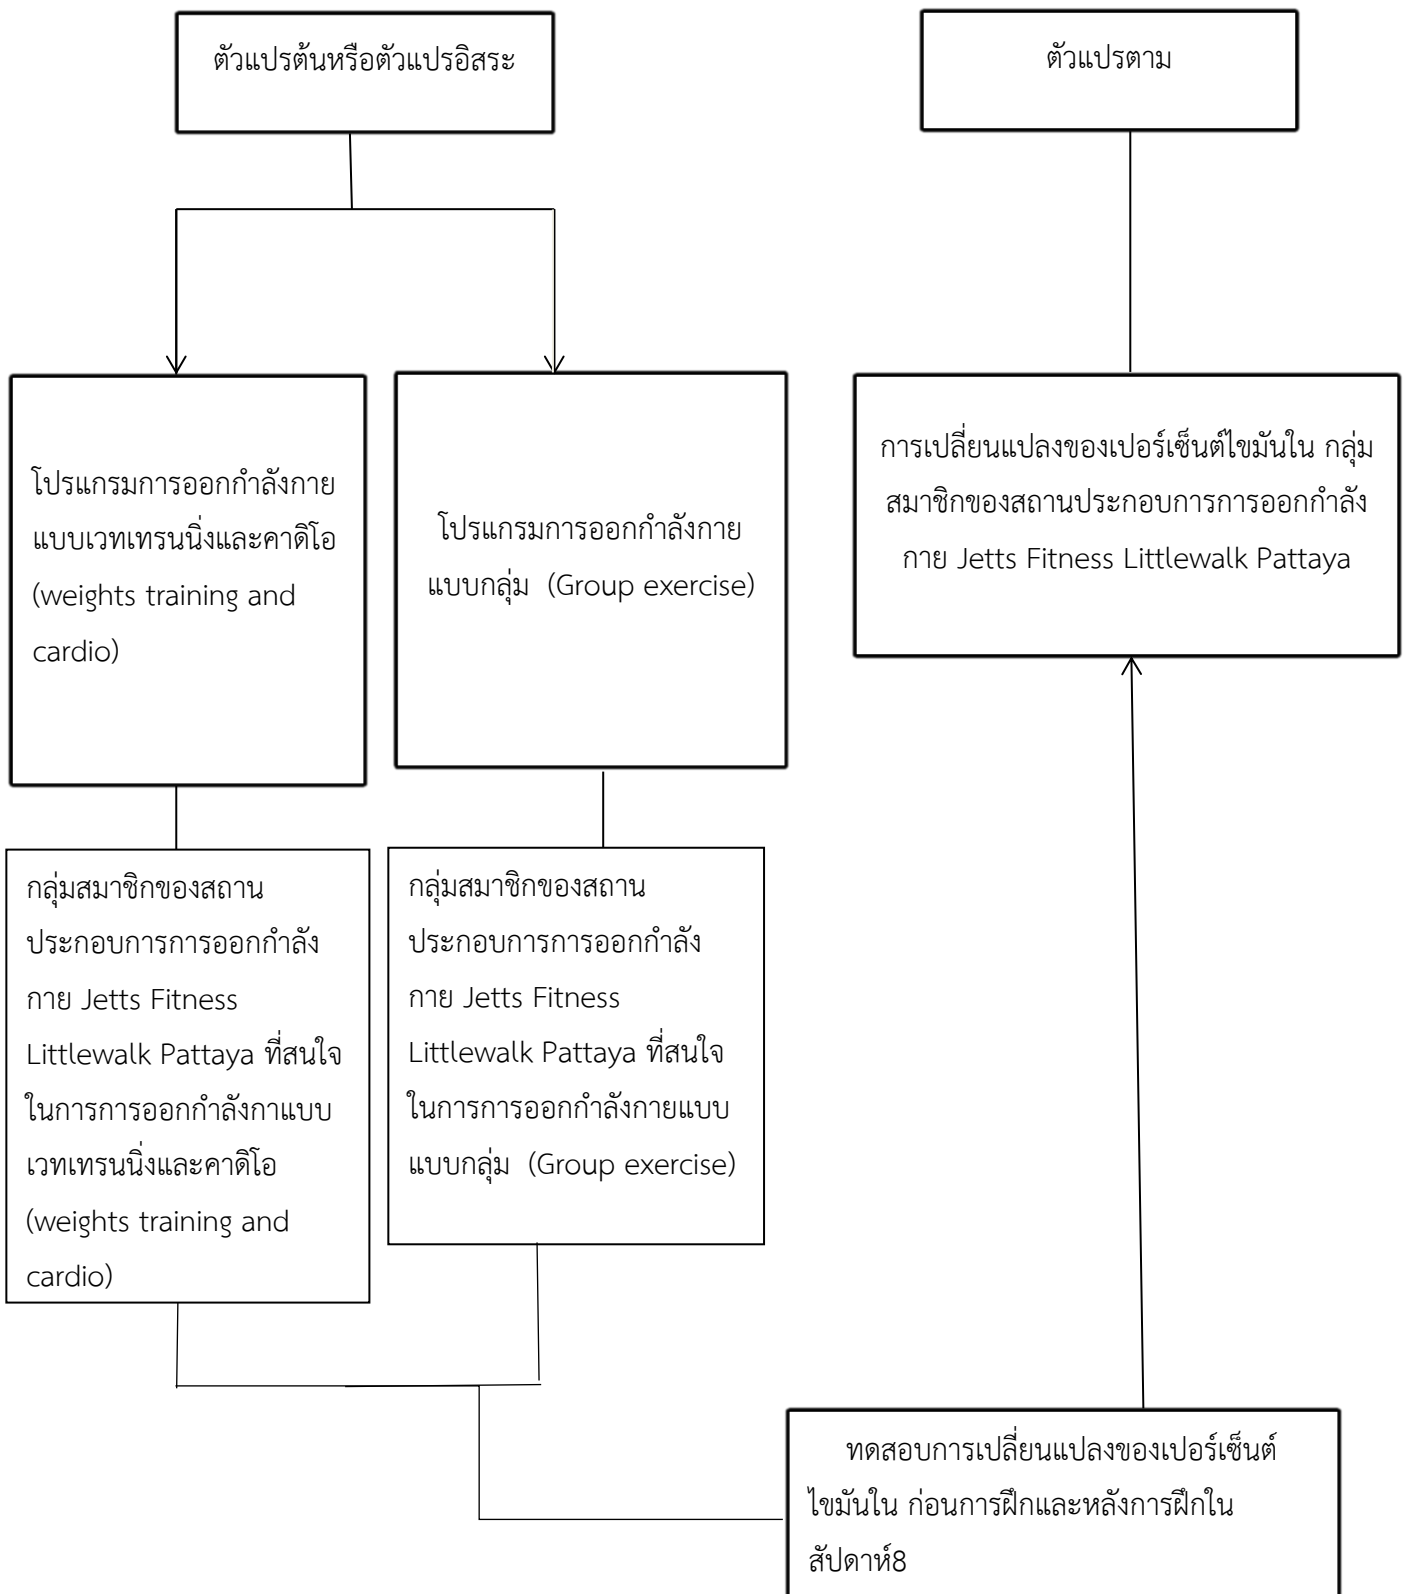 ตัวแปรต้นหรือตัวแปรอิสระ
ตัวแปรตาม
โปรแกรมการออกกำลังกาย
แบบเวทเทรนนิ่งและคาดิโอ
(weights training and
cardio)
โปรแกรมการออกกำลังกาย
แบบกลุ่ม (Group exercise)
การเปลี่ยนแปลงของเปอร์เซ็นต์ไขมันใน กลุ่ม
สมาชิกของสถานประกอบการการออกกำลัง
กาย Jetts Fitness Littlewalk Pattaya
กลุ่มสมาชิกของสถาน
ประกอบการการออกกำลัง
กาย Jetts Fitness
Littlewalk Pattaya ที่สนใจ
ในการการออกกำลังกาแบบ
เวทเทรนนิ่งและคาดิโอ
(weights training and
cardio)
กลุ่มสมาชิกของสถาน
ประกอบการการออกกำลัง
กาย Jetts Fitness
Littlewalk Pattaya ที่สนใจ
ในการการออกกำลังกายแบบ
แบบกลุ่ม (Group exercise)
ทดสอบการเปลี่ยนแปลงของเปอร์เซ็นต์
ไขมันใน ก่อนการฝึกและหลังการฝึกใน
สัปดาห์8